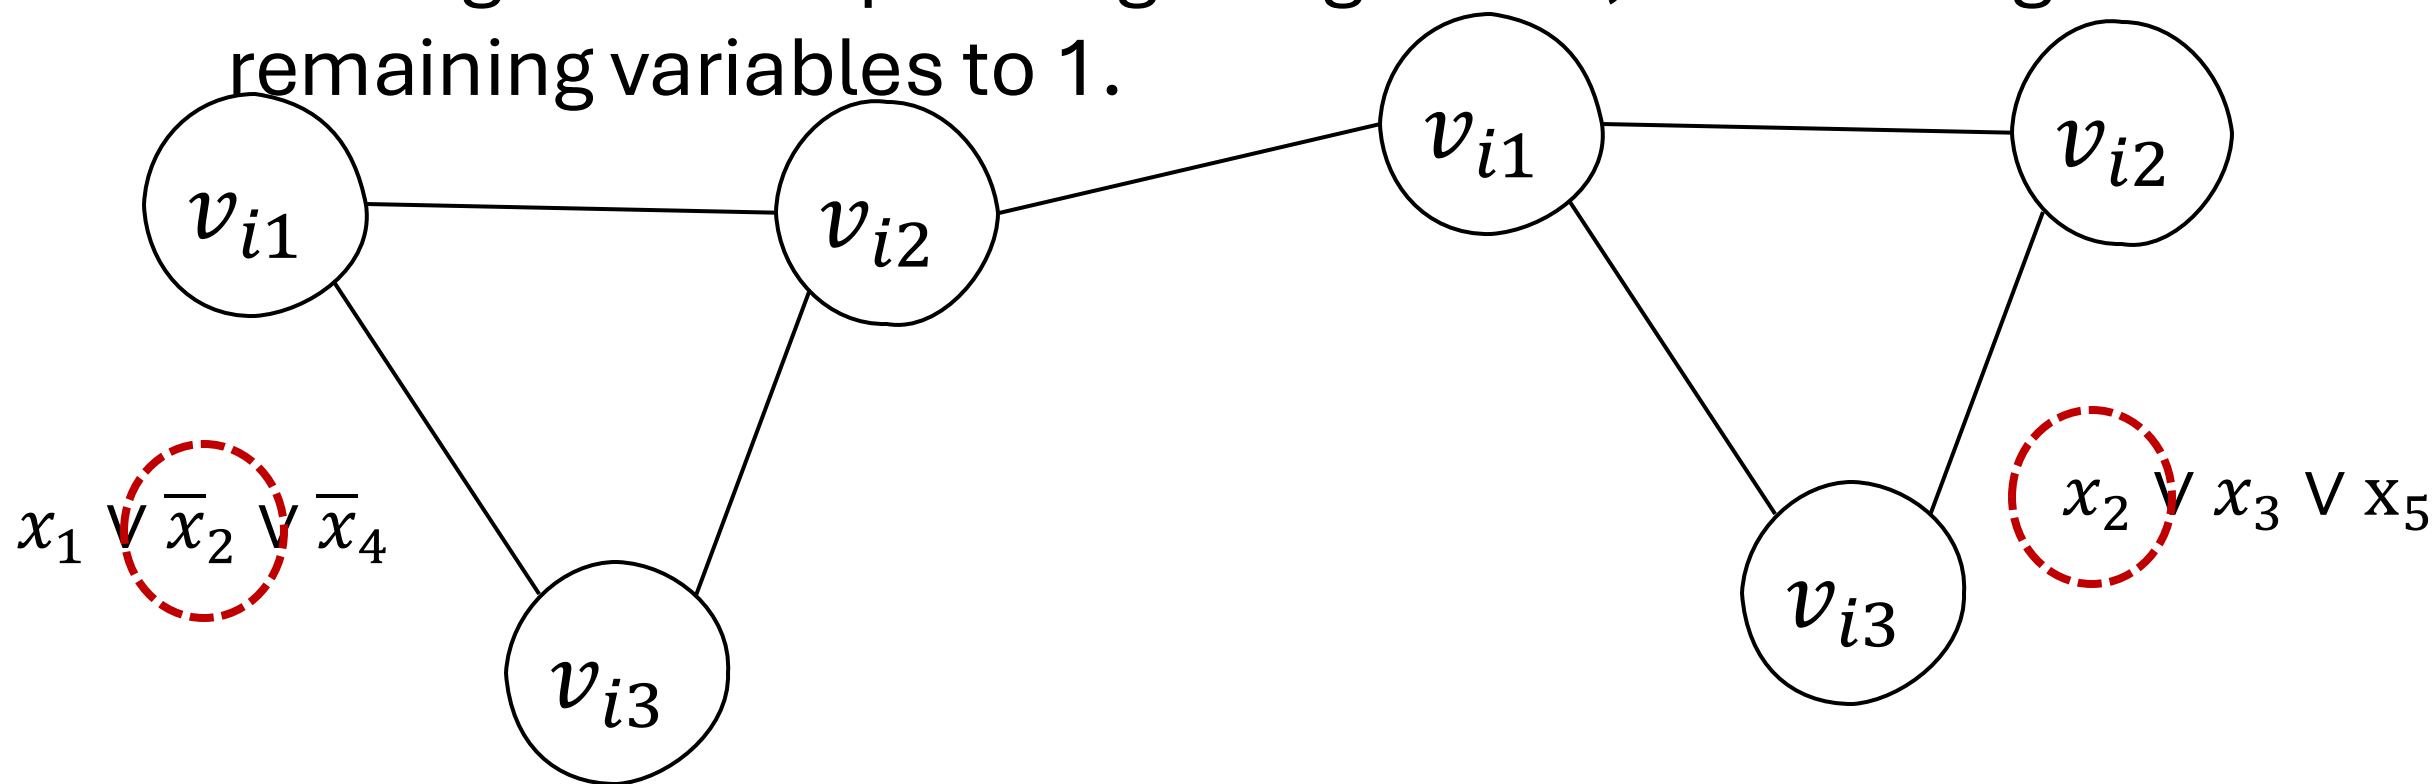 remaining variables to 1.
v_{i1}
v_{i2}
v_{i1}
v_{i2}
v_{i3}
v_{i3}
x_1 ∨ x̅_2 ∨ x̅_4
x_2 ∨ x_3 ∨ x_5